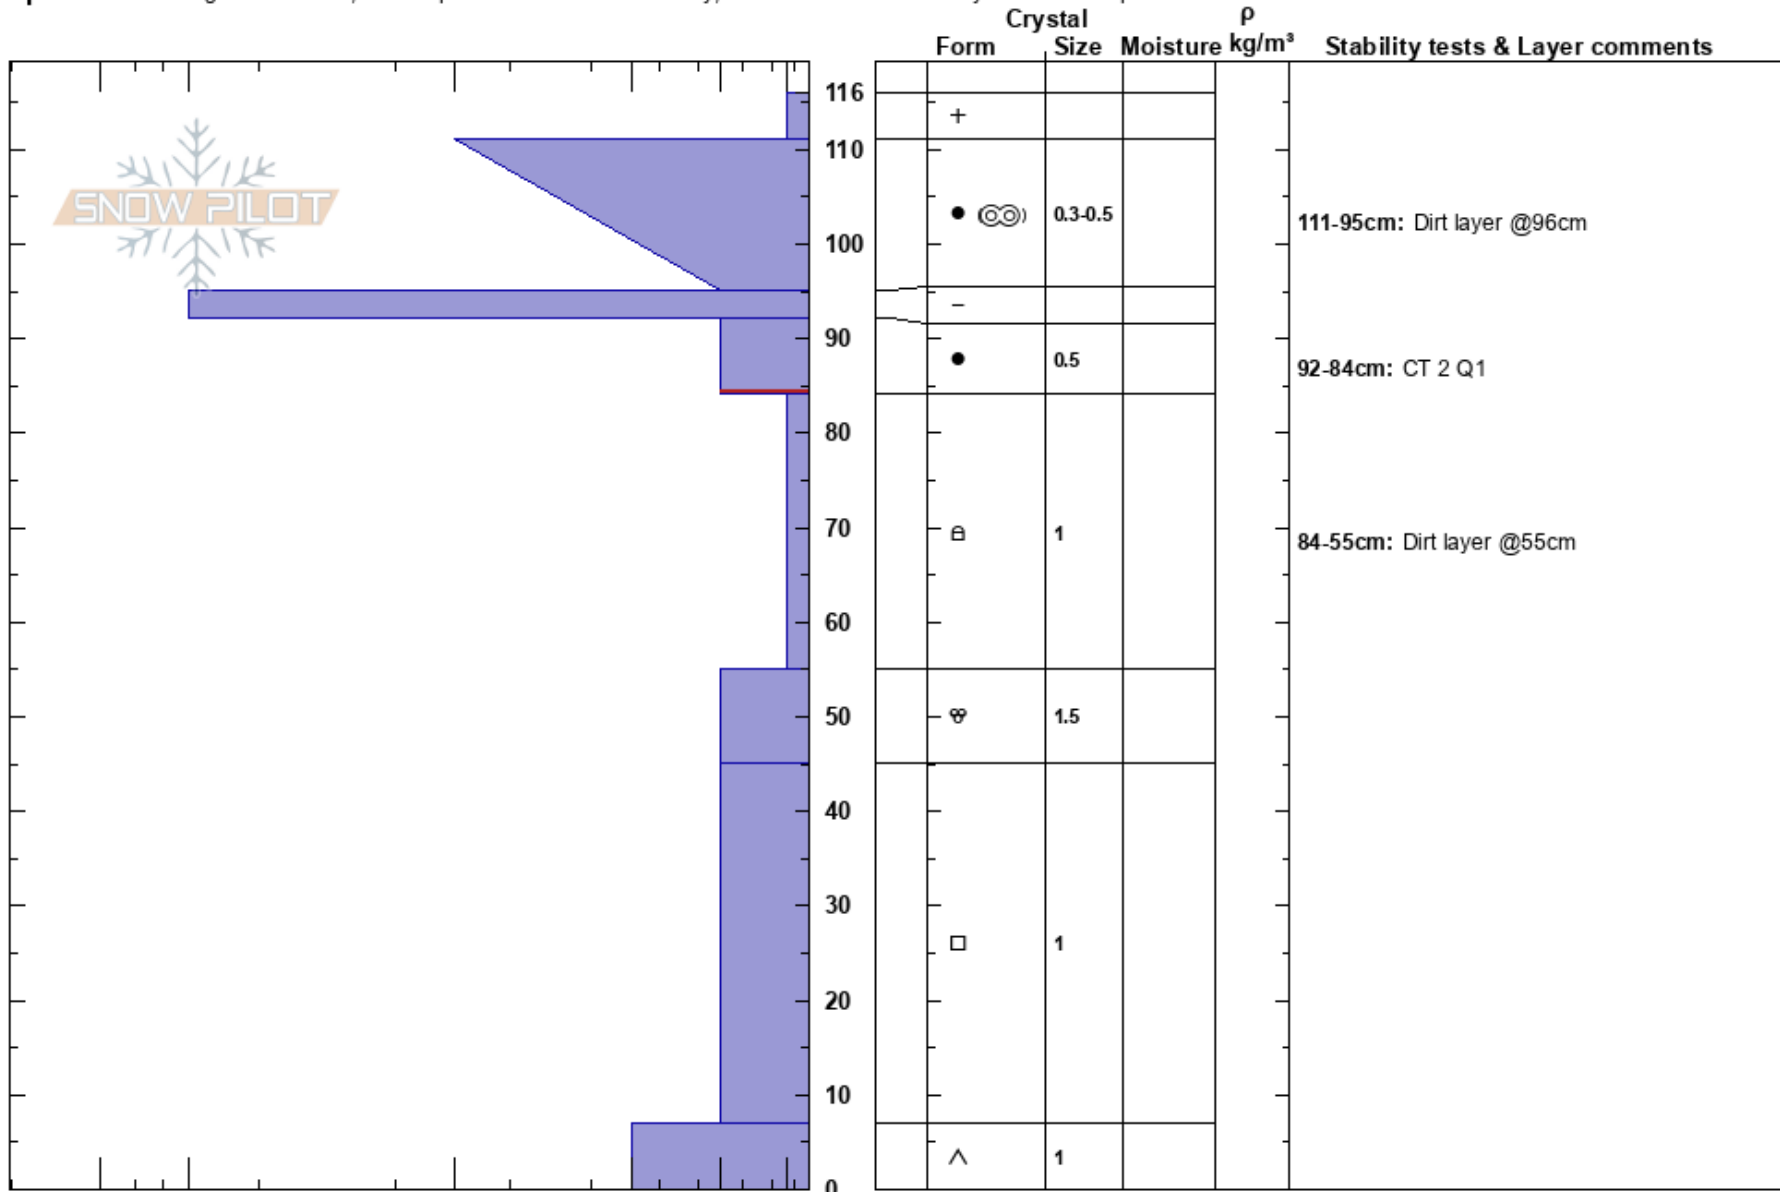 Crystal
ρ
Form Size Moisture kg/m³ Stability tests & Layer comments
116
110
0.3-0.5
SNOW PILOT
111-95cm: Dirt layer @96cm
100
90
0.5
92-84cm: CT 2 Q1
80
70
1
84-55cm: Dirt layer @55cm
60
50
1.5
40
30
1
20
10
1
0